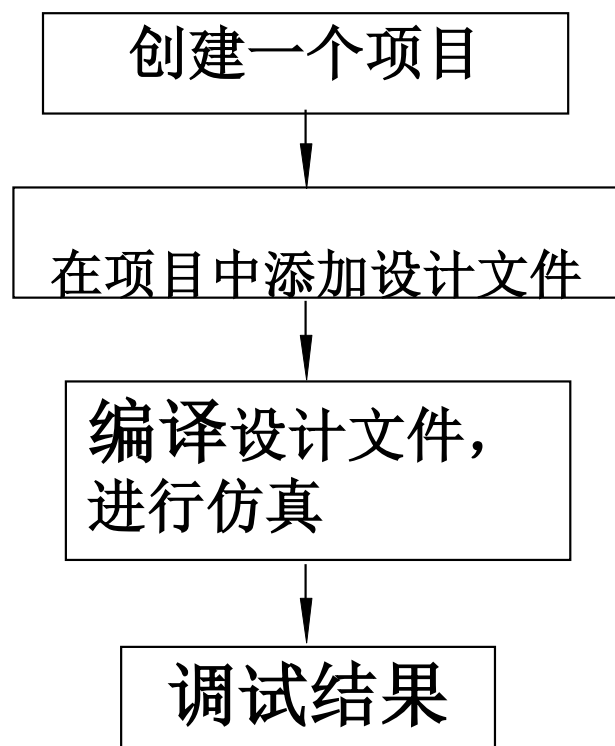 创建一个项目
在项目中添加设计文件
编译设计文件，
进行仿真
调试结果